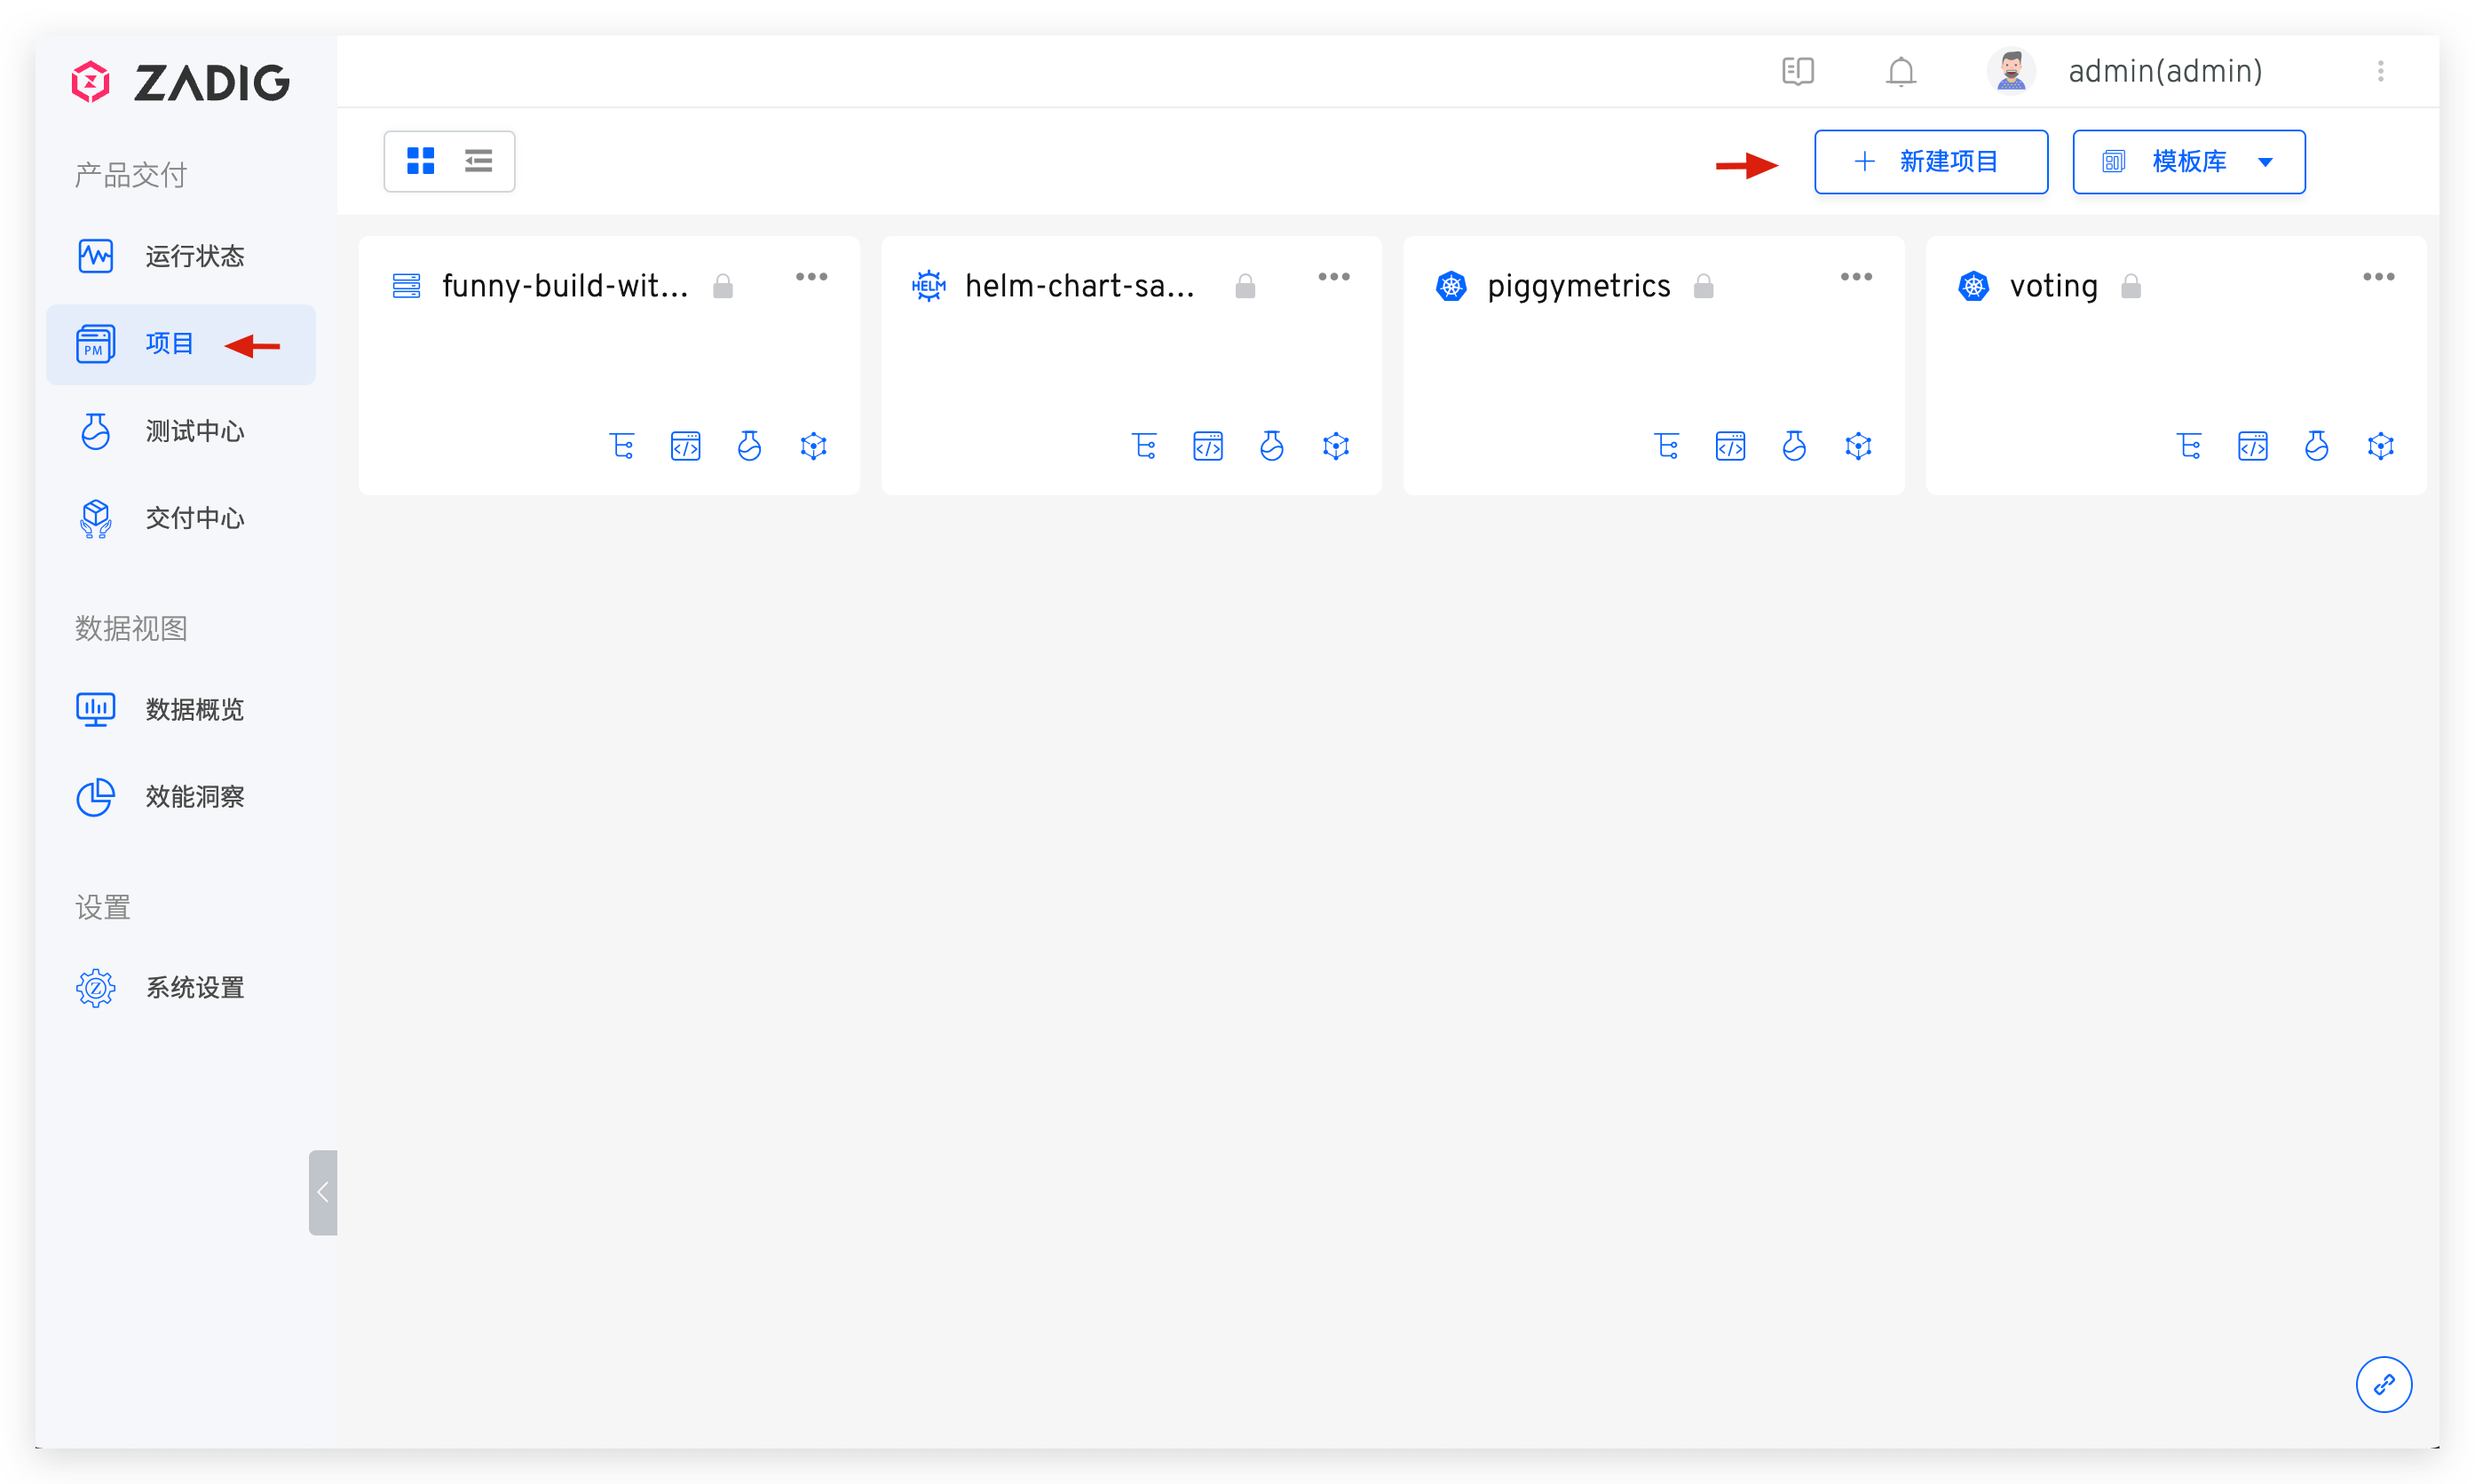 ZADIG
admin(admin)
产品交付
新建项目
模板库
运行状态
funny-build-wit...
HELM
helm-chart-sa...
piggymetrics
voting
PM
项目
测试中心
交付中心
数据视图
数据概览
效能洞察
设置
Z
系统设置